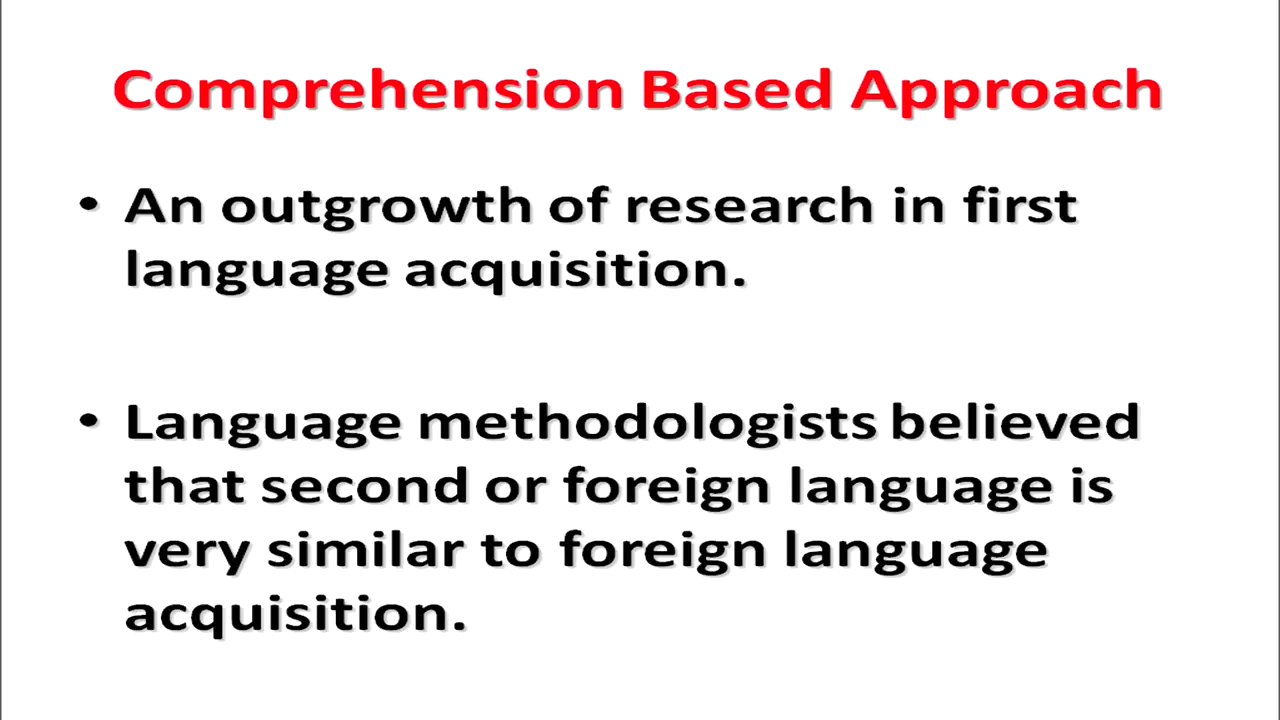 Comprehension Based Approach
• An outgrowth of research in first
language acquisition.
• Language methodologists believed
that second or foreign language is
very similar to foreign language
acquisition.